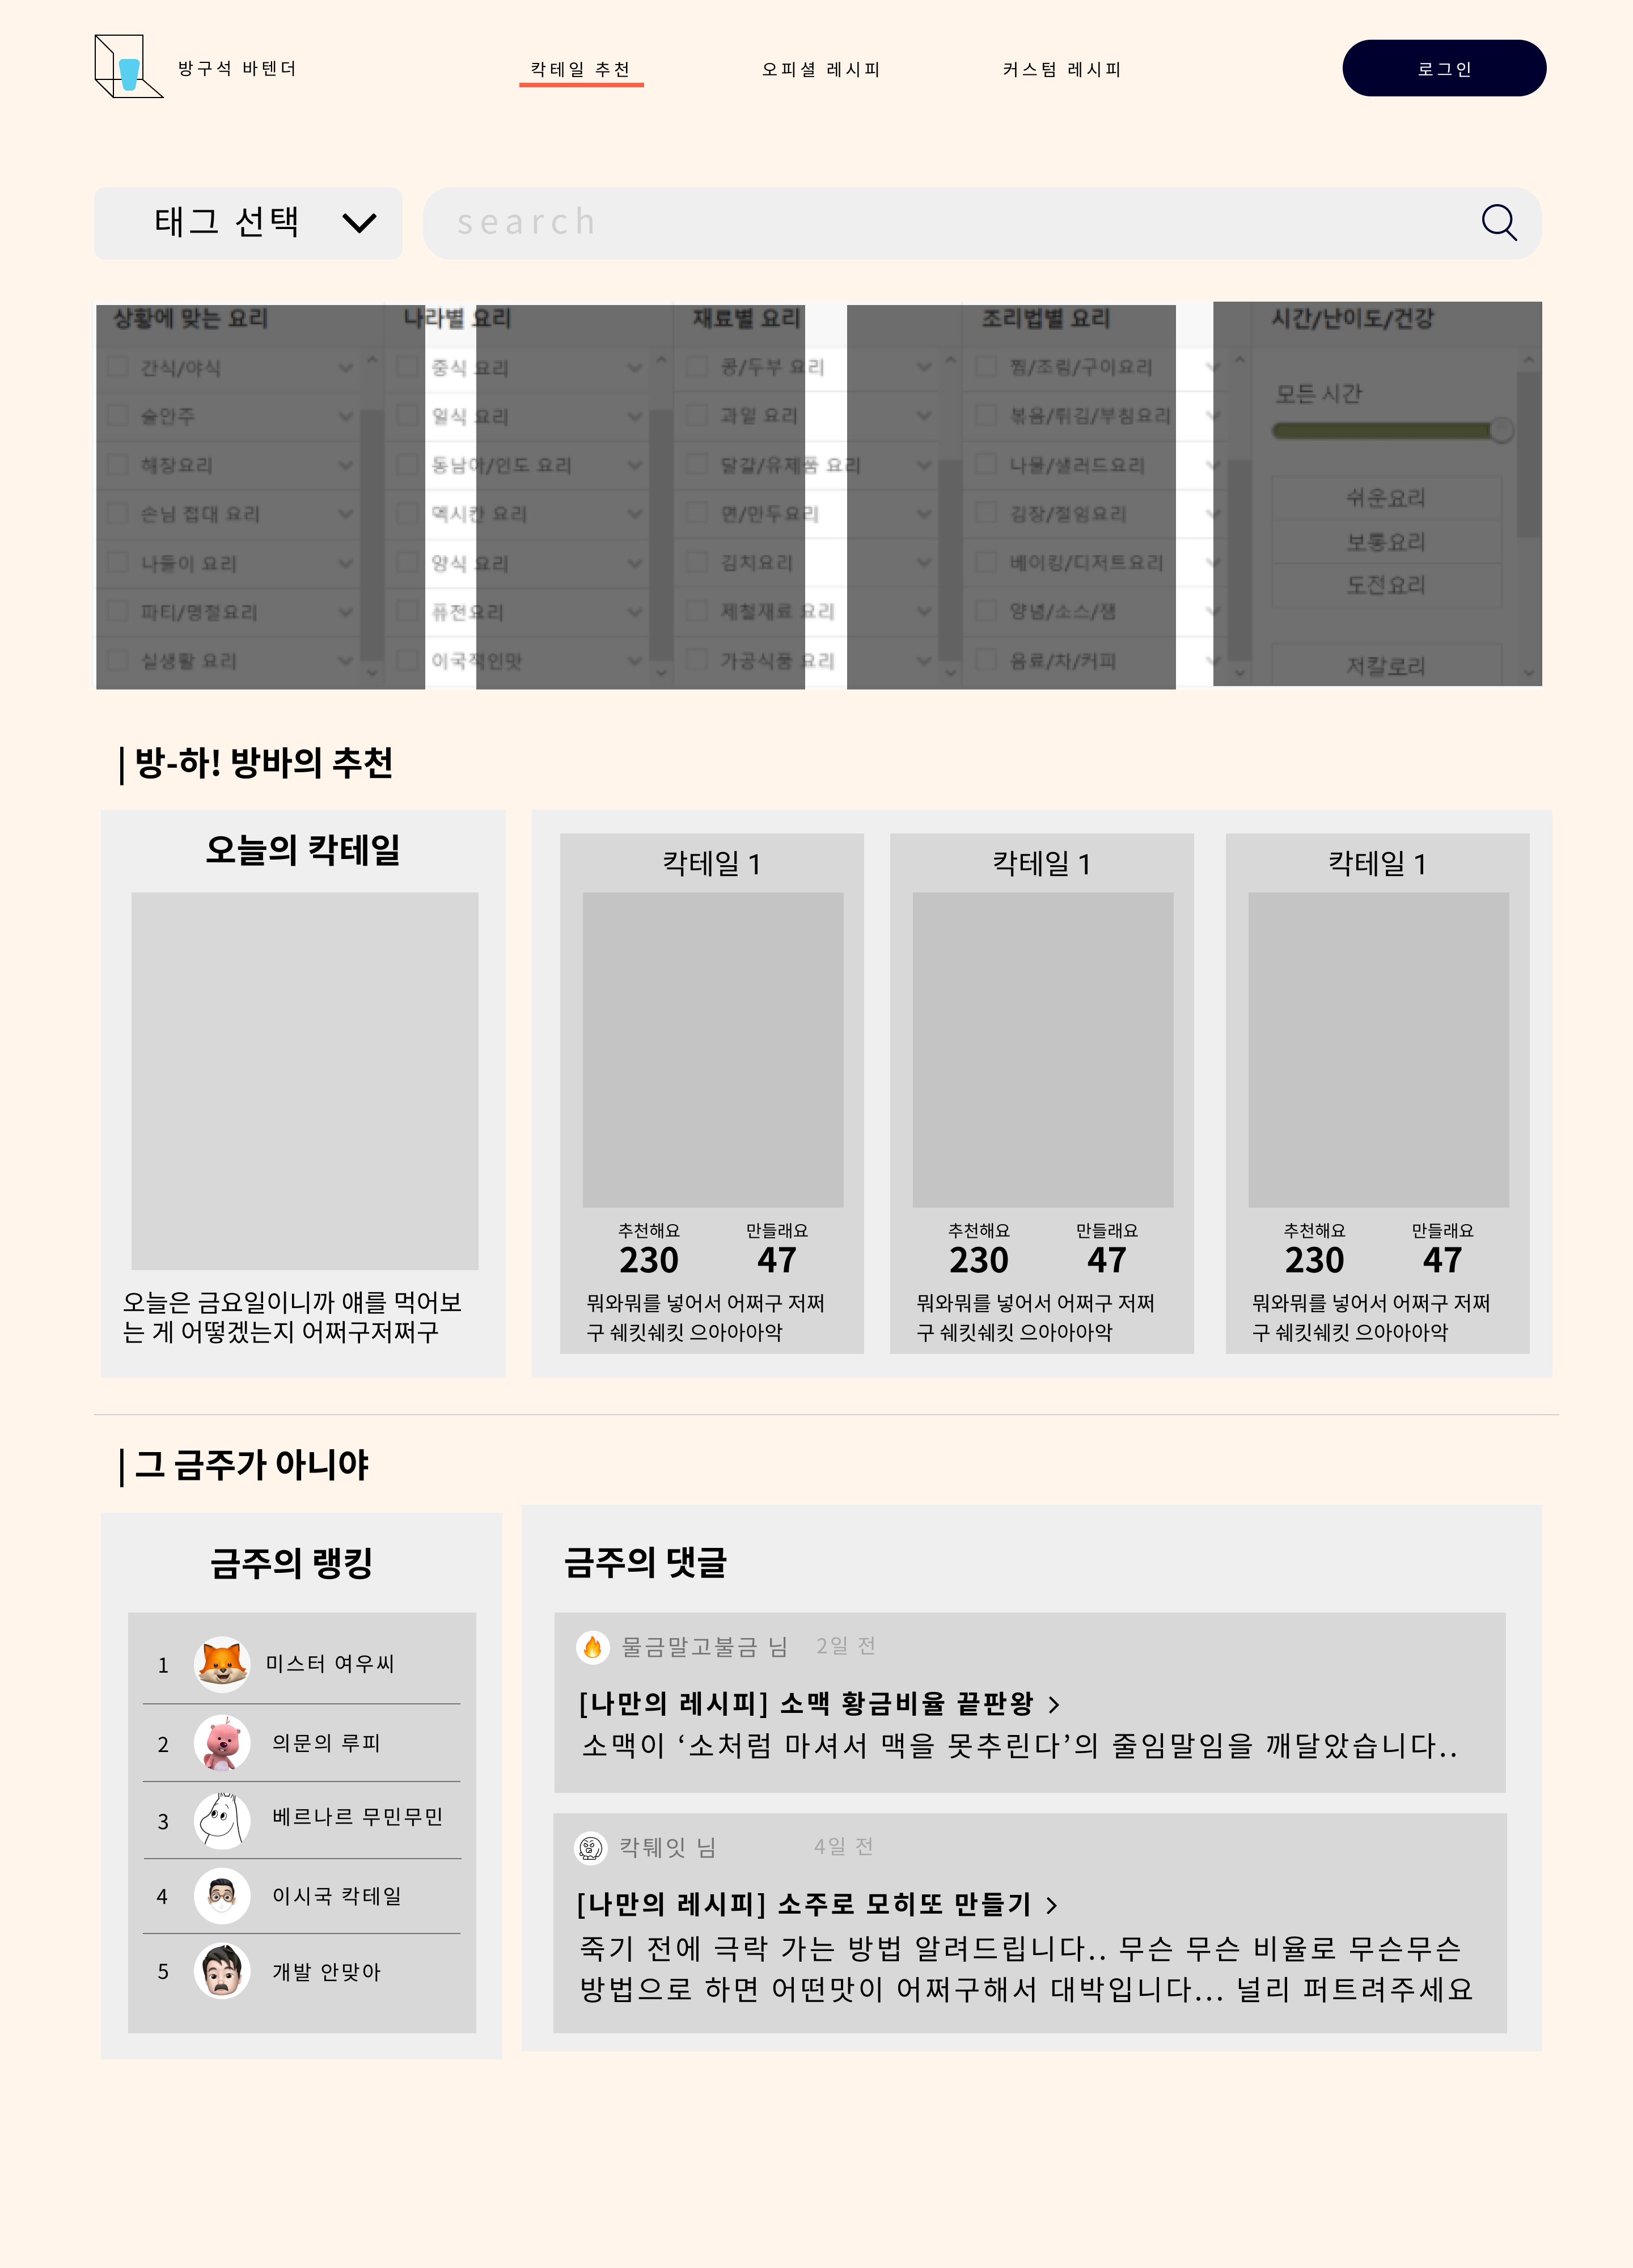 방구석 바텐더
칵테일 추천
오피셜 레시피
커스텀 레시피
로그인
태그 선택
search
상황에 맞는 요리
간식/야식
술안주
해장요리
손님 접대 요리
나들이 요리
파티/명절요리
실생활 요리
나라별 요리
중식 요리
일식 요리
동남아/인도 요리
멕시칸 요리
양식 요리
퓨전요리
이국적인맛
재료별 요리
콩/두부 요리
과일 요리
달걀/유제품 요리
면/만두요리
김치요리
제철재료 요리
가공식품 요리
조리법별 요리
찜/조림/구이요리
볶음/튀김/부침요리
나물/샐러드요리
김장/절임요리
베이킹/디저트요리
양념/소스/잼
음료/차/커피
시간/난이도/건강
모든 시간
쉬운요리
보통요리
도전요리
저칼로리
| 방-하! 방바의 추천
오늘의 칵테일
오늘은 금요일이니까 얘를 먹어보
는 게 어떻겠는지 어쩌구저쩌구
칵테일 1
추천해요 만들래요
230 47
뭐와뭐를 넣어서 어쩌구 저쩌
구 쉐킷쉐킷 으아아아악
칵테일 1
추천해요 만들래요
230 47
뭐와뭐를 넣어서 어쩌구 저쩌
구 쉐킷쉐킷 으아아아악
칵테일 1
추천해요 만들래요
230 47
뭐와뭐를 넣어서 어쩌구 저쩌
구 쉐킷쉐킷 으아아아악
| 그 금주가 아니야
금주의 랭킹
1 미스터 여우씨
2 의문의 루피
3 베르나르 무민무민
4 이시국 칵테일
5 개발 안맞아
금주의 댓글
물금말고불금 님 2일 전
[나만의 레시피] 소맥 황금비율 끝판왕 >
소맥이 ‘소처럼 마셔서 맥을 못추린다’의 줄임말임을 깨달았습니다..
칵퉤잇 님 4일 전
[나만의 레시피] 소주로 모히또 만들기 >
죽기 전에 극락 가는 방법 알려드립니다.. 무슨 무슨 비율로 무슨무슨
방법으로 하면 어떤맛이 어쩌구해서 대박입니다... 널리 퍼트려주세요